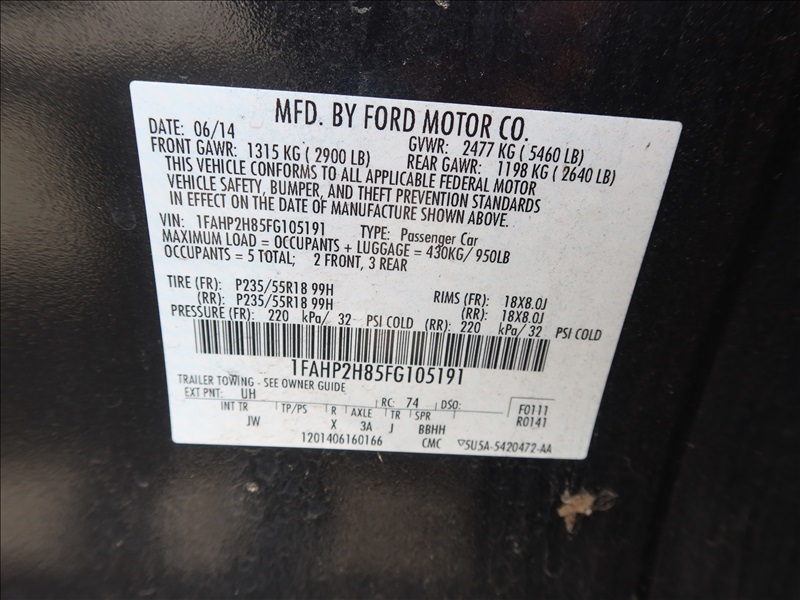 MFD. BY FORD MOTOR CO.
DATE: 06/14 GVWR: 2477 KG ( 5460 LB)
FRONT GAWR: 1315 KG ( 2900 LB) REAR GAWR: 1198 KG ( 2640 LB)
THIS VEHICLE CONFORMS TO ALL APPLICABLE FEDERAL MOTOR
VEHICLE SAFETY, BUMPER, AND THEFT PREVENTION STANDARDS
IN EFFECT ON THE DATE OF MANUFACTURE SHOWN ABOVE.
VIN: 1FAHP2H85FG105191 TYPE: Passenger Car
MAXIMUM LOAD = OCCUPANTS + LUGGAGE = 430KG/ 950LB
OCCUPANTS = 5 TOTAL; 2 FRONT, 3 REAR
TIRE (FR): P235/55R18 99H RIMS (FR): 18X8.0J
(RR): P235/55R18 99H (RR): 18X8.0J
PRESSURE (FR): 220 kPa/ 32 PSI COLD (RR): 220 kPa/ 32 PSI COLD
1FAHP2H85FG105191
TRAILER TOWING - SEE OWNER GUIDE
EXT PNT: UH RC: 74 DSO:
INT TR TP/PS R AXLE TR SPR F0111
JW X 3A J BBHH R0141
1201406160166 CMC ▽5U5A-5420472-AA